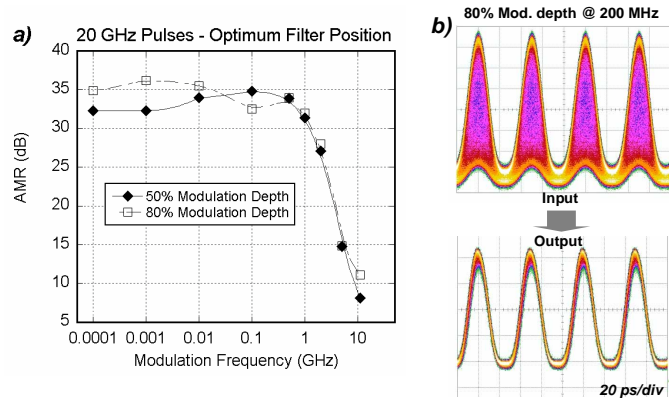 a)
20 GHz Pulses - Optimum Filter Position
AMR (dB)
40
35
30
25
20
15
10
5
50% Modulation Depth
80% Modulation Depth
0.0001 0.001 0.01 0.1 1 10
Modulation Frequency (GHz)
b)
80% Mod. depth @ 200 MHz
Input
Output
20 ps/div